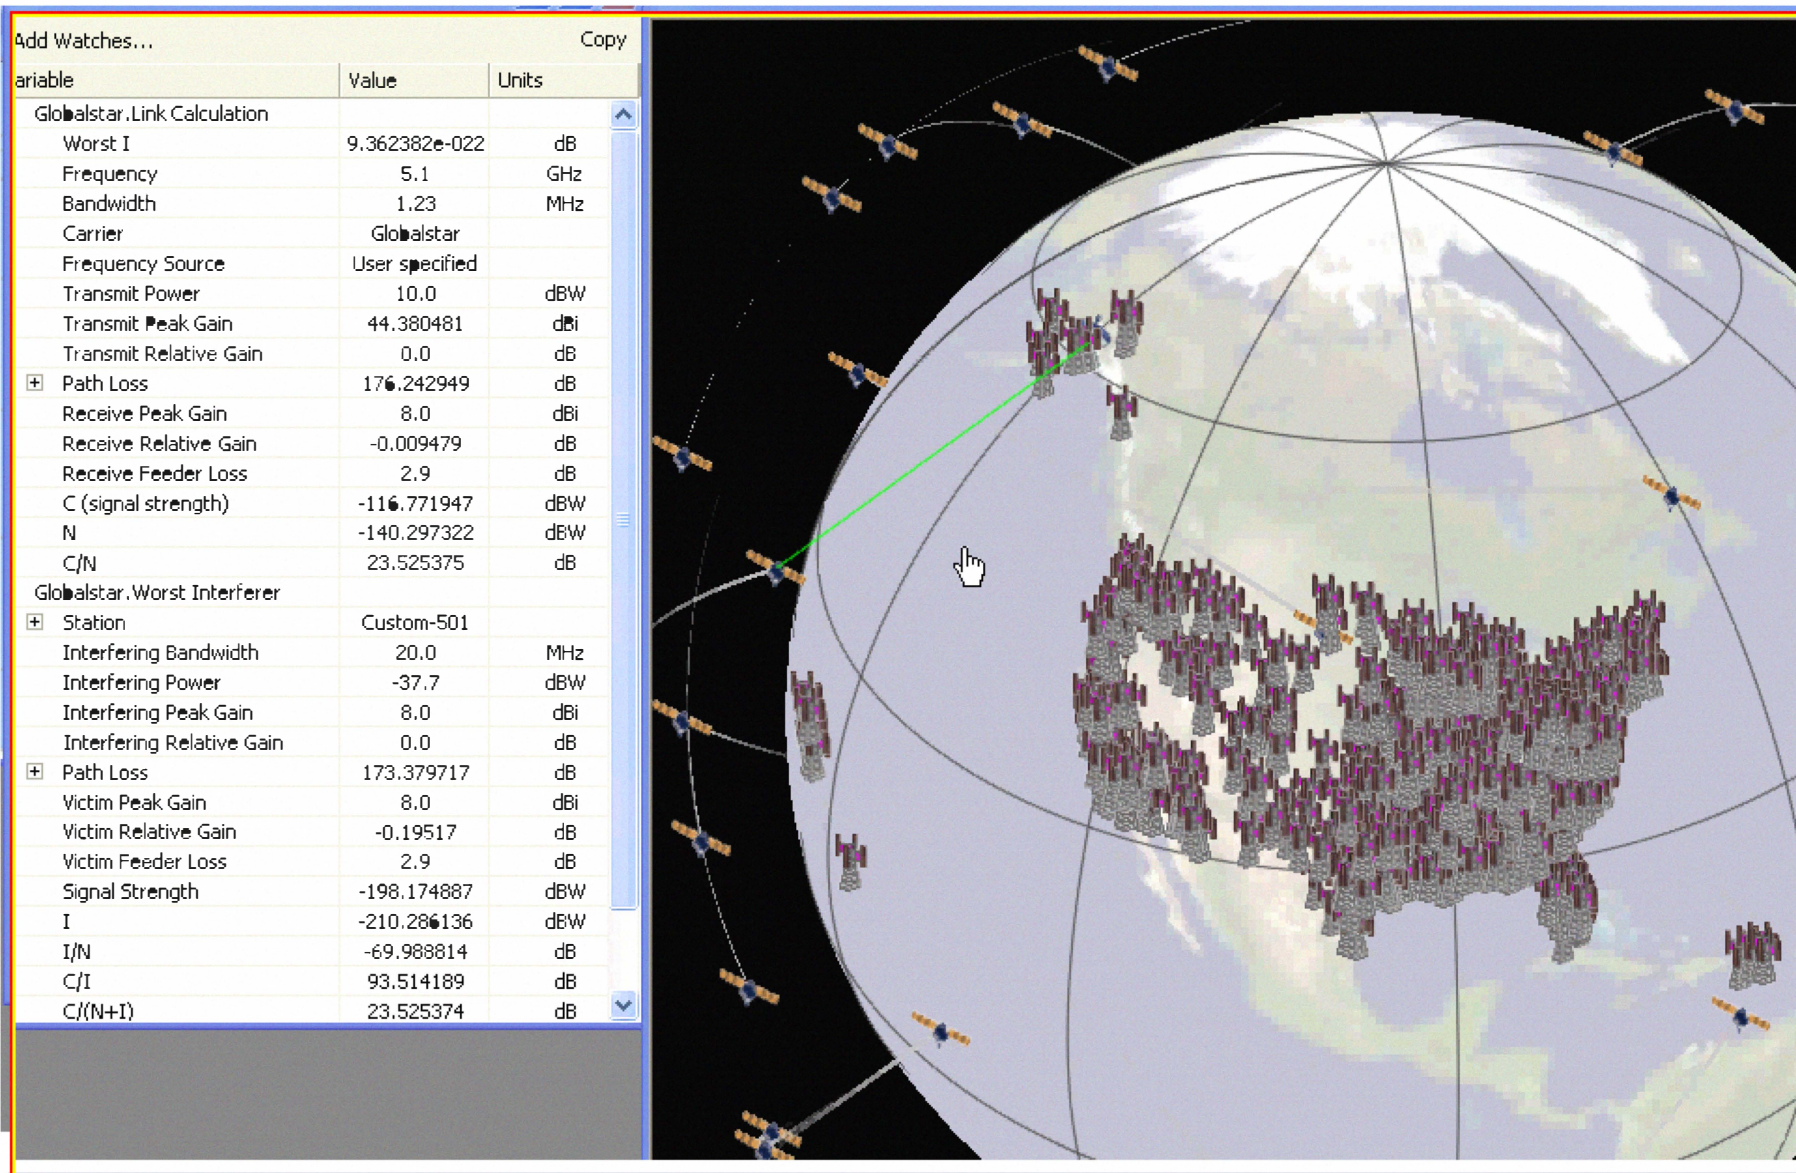 Add Watches... Copy
ariable Value Units
Globalstar.Link Calculation
Worst I 9.362382e-022 dB
Frequency 5.1 GHz
Bandwidth 1.23 MHz
Carrier Globalstar
Frequency Source User specified
Transmit Power 10.0 dBW
Transmit Peak Gain 44.380481 dBi
Transmit Relative Gain 0.0 dB
Path Loss 176.242949 dB
Receive Peak Gain 8.0 dBi
Receive Relative Gain -0.009479 dB
Receive Feeder Loss 2.9 dB
C (signal strength) -116.771947 dBW
N -140.297322 dBW
C/N 23.525375 dB
Globalstar.Worst Interferer
Station Custom-501
Interfering Bandwidth 20.0 MHz
Interfering Power -37.7 dBW
Interfering Peak Gain 8.0 dBi
Interfering Relative Gain 0.0 dB
Path Loss 173.379717 dB
Victim Peak Gain 8.0 dBi
Victim Relative Gain -0.19517 dB
Victim Feeder Loss 2.9 dB
Signal Strength -198.174887 dBW
I -210.286136 dBW
I/N -69.988814 dB
C/I 93.514189 dB
C/(N+I) 23.525374 dB